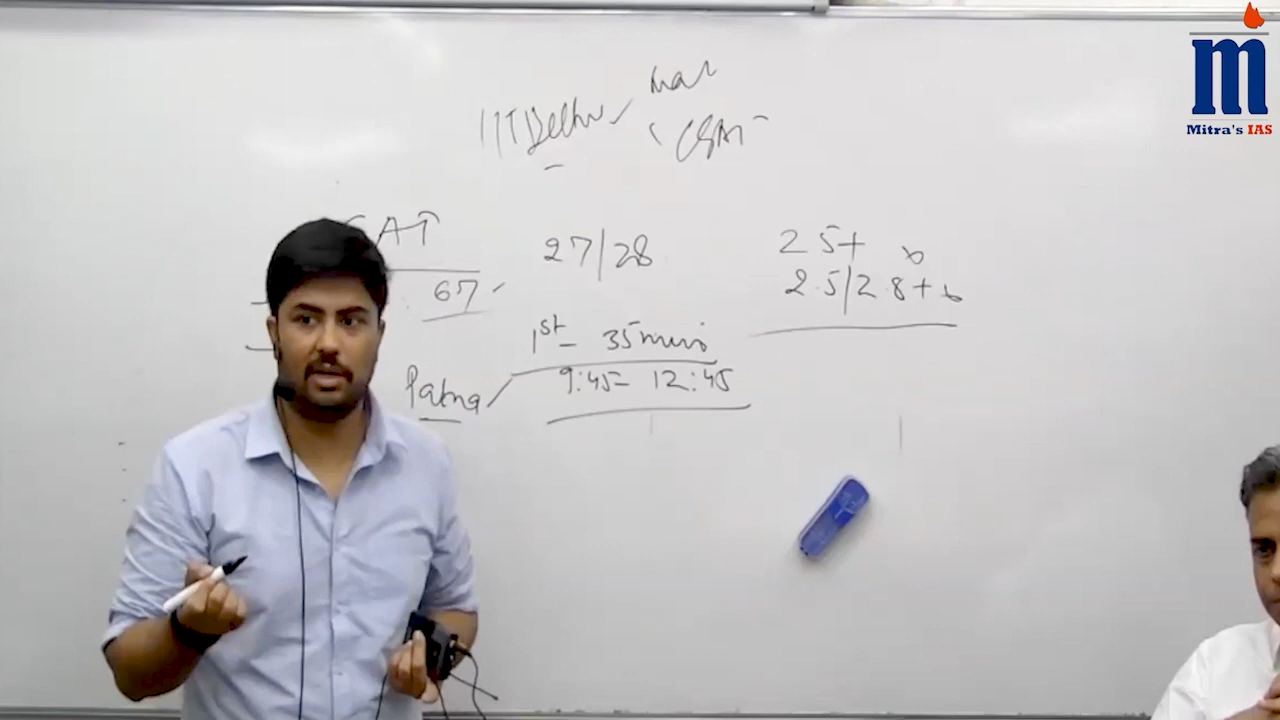 IIT Delhi
CSAT
CSAT
67
27/28
25+
2.5/2.8+
1st - 35 mins
Patna
9:45 - 12:45
m
Mitra's IAS